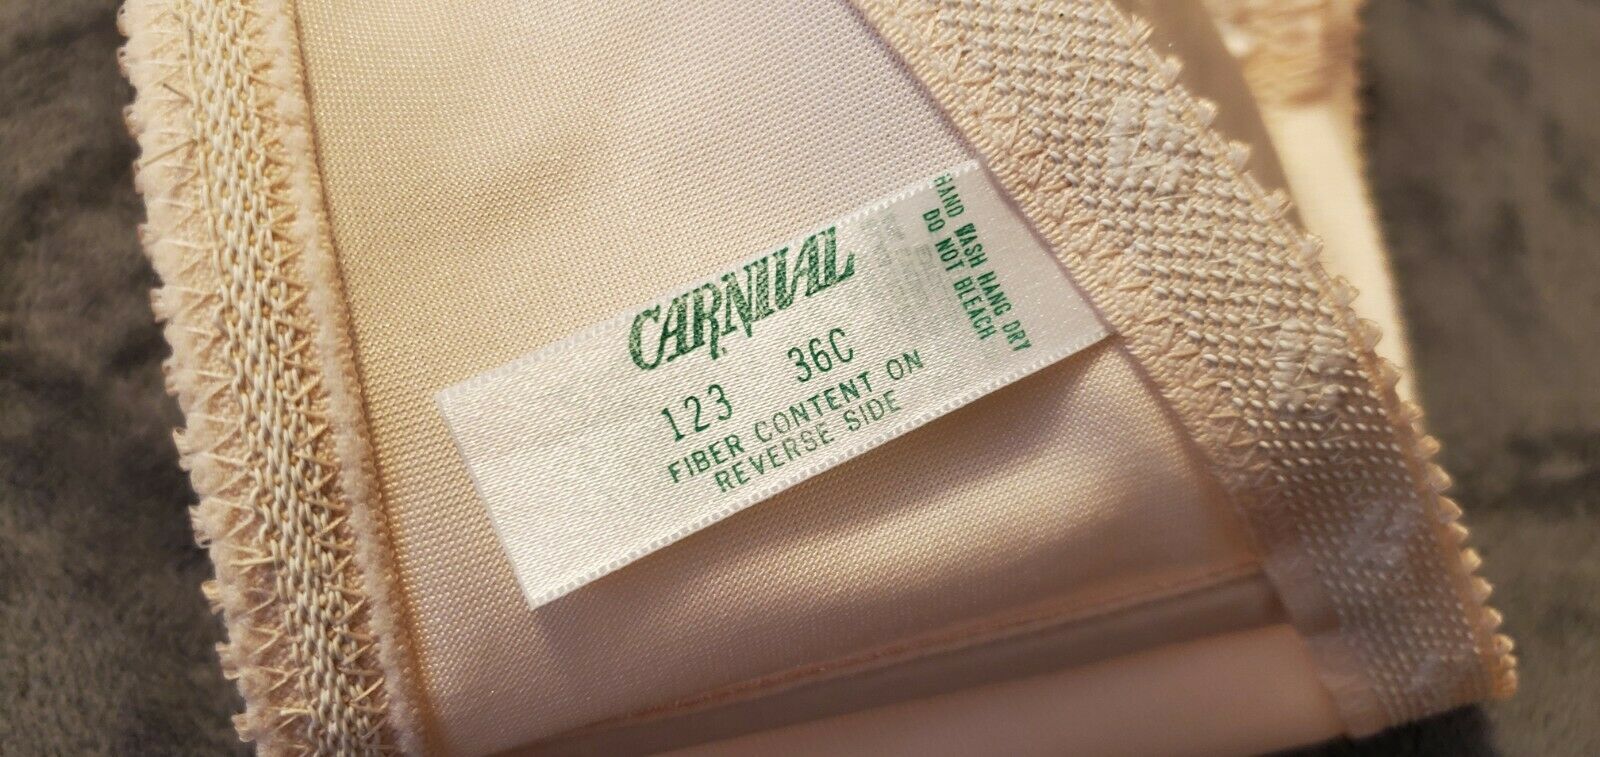 CARNIVAL
123 36C
FIBER CONTENT ON
REVERSE SIDE
HAND WASH HANG DRY
DO NOT BLEACH